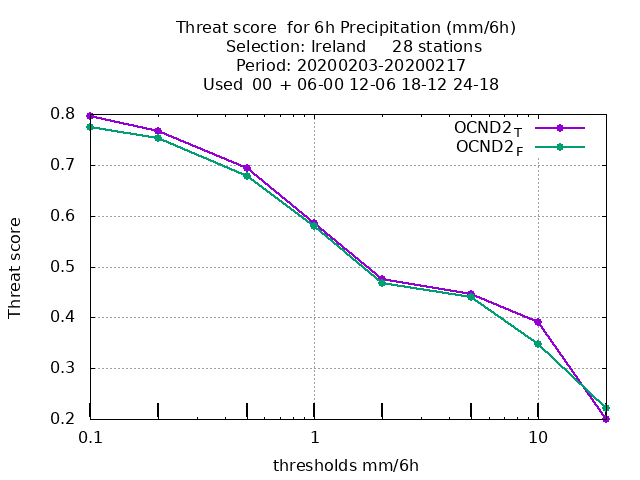 Threat score  for 6h Precipitation (mm/6h)
Selection: Ireland     28 stations
Period: 20200203-20200217
Used  00  + 06-00 12-06 18-12 24-18
OCND2_T
OCND2_F
Threat score
0.8
0.7
0.6
0.5
0.4
0.3
0.2
0.1 1 10
thresholds mm/6h